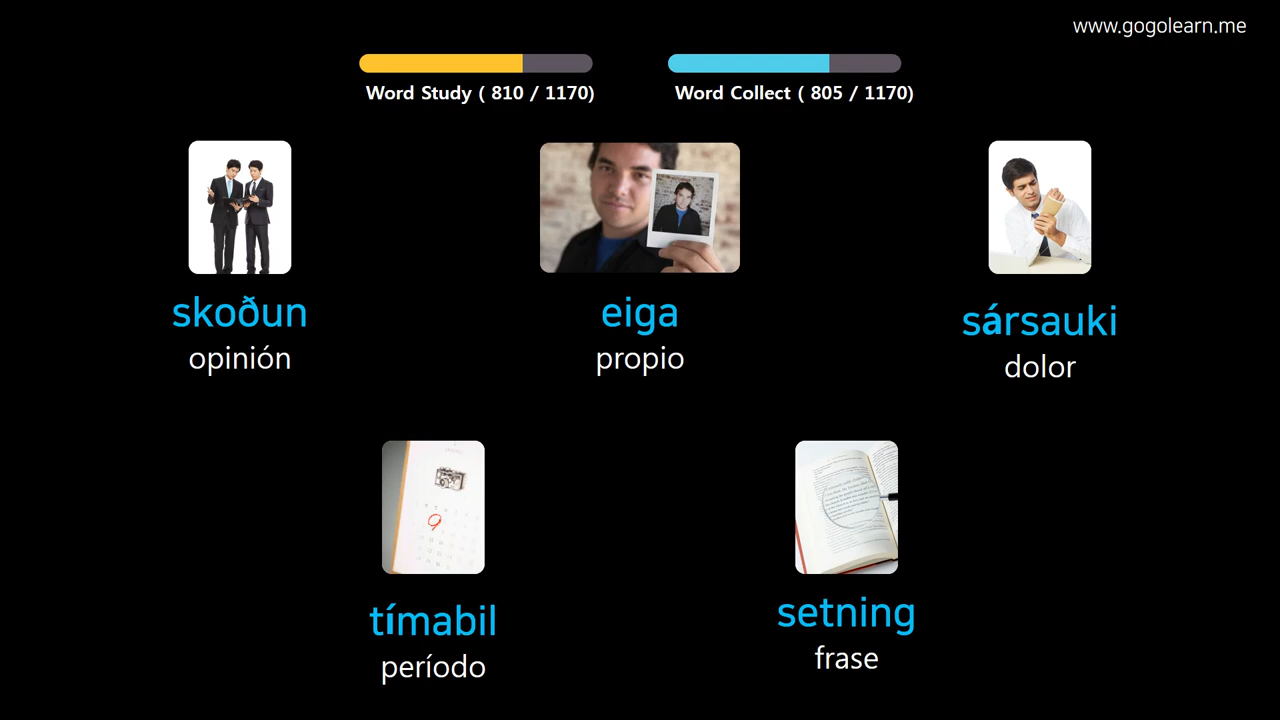 www.gogolearn.me
Word Study ( 810 / 1170)
Word Collect ( 805 / 1170)
skoðun
opinión
eiga
propio
sársauki
dolor
tímabil
período
setning
frase